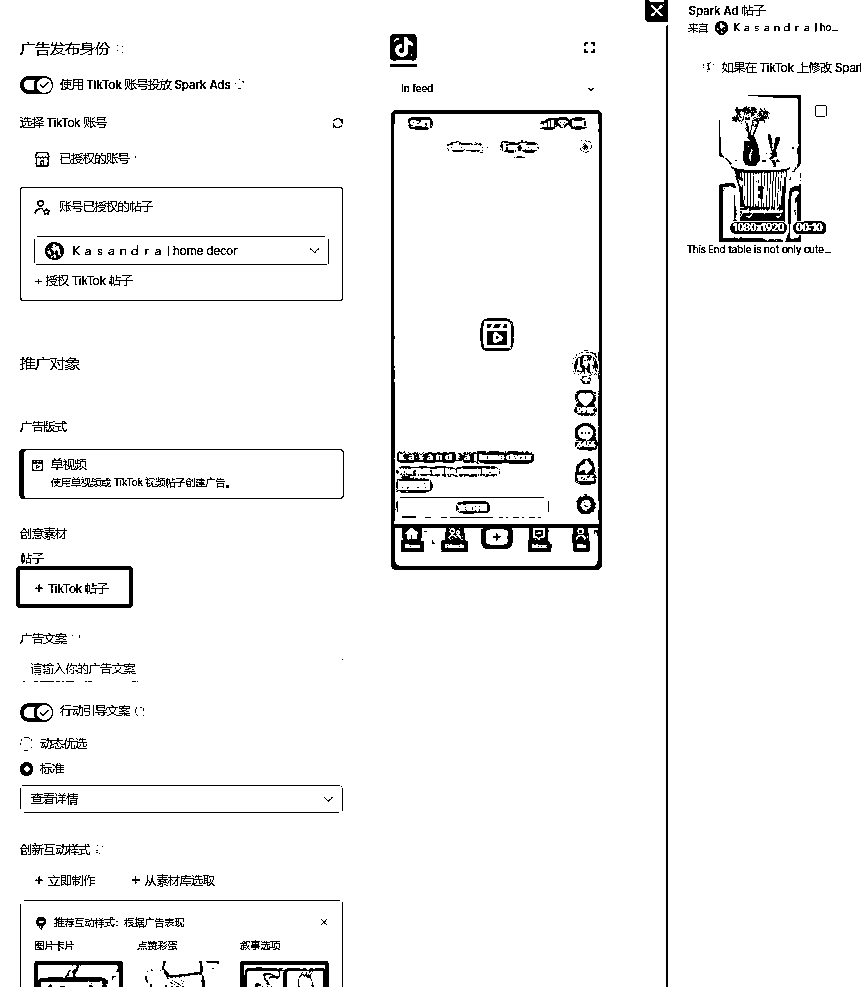 广告发布身份
使用 TikTok 账号投放 Spark Ads
选择 TikTok 账号
已授权的账号
账号已授权的帖子
K a s a n d r a | home decor
+ 授权 TikTok 帖子
推广对象
广告版式
单视频
使用单视频或 TikTok 视频帖子创建广告。
创意素材
帖子
+ TikTok 帖子
广告文案
请输入你的广告文案
行动引导文案
动态优选
标准
查看详情
创新互动样式
+ 立即制作
+ 从素材库选取
推荐互动样式：根据广告表现
图片卡片
点赞彩蛋
叙事选项
In feed
Spark Ad 帖子
来自 K a s a n d r a | ho...
如果在 TikTok 上修改 Spar
1080x1920 00:10
This End table is not only cute...